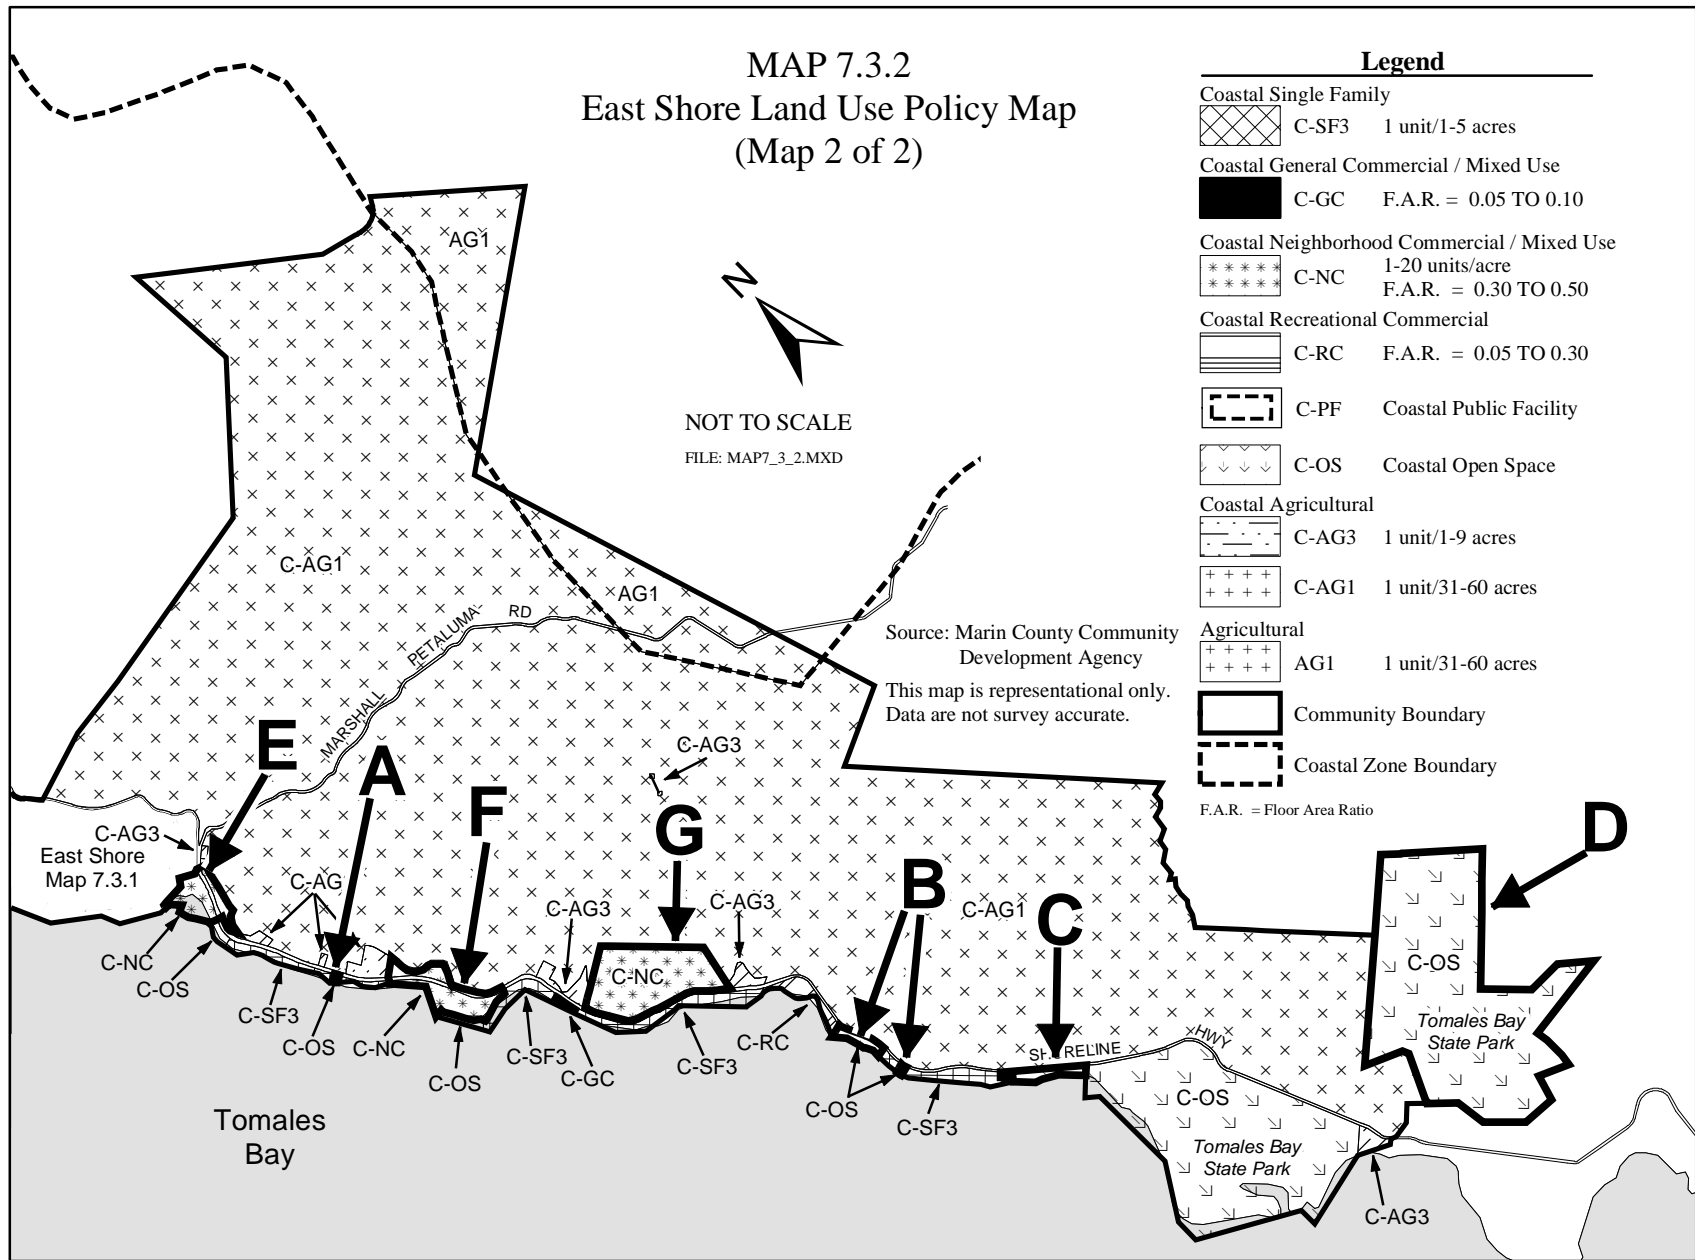 MAP 7.3.2
East Shore Land Use Policy Map
(Map 2 of 2)
Legend
Coastal Single Family
C-SF3 1 unit/1-5 acres
Coastal General Commercial / Mixed Use
C-GC F.A.R. = 0.05 TO 0.10
Coastal Neighborhood Commercial / Mixed Use
C-NC 1-20 units/acre
F.A.R. = 0.30 TO 0.50
Coastal Recreational Commercial
C-RC F.A.R. = 0.05 TO 0.30
C-PF Coastal Public Facility
C-OS Coastal Open Space
Coastal Agricultural
C-AG3 1 unit/1-9 acres
C-AG1 1 unit/31-60 acres
Agricultural
AG1 1 unit/31-60 acres
Community Boundary
Coastal Zone Boundary
F.A.R. = Floor Area Ratio
N
NOT TO SCALE
FILE: MAP7_3_2.MXD
Source: Marin County Community
Development Agency
This map is representational only.
Data are not survey accurate.
AG1
C-AG1
AG1
MARSHALL PETALUMA RD
C-AG3
E
A
F
G
B
C
D
C-AG3
East Shore
Map 7.3.1
C-AG
C-AG3
C-NC
C-AG3
C-AG1
C-OS
Tomales Bay
State Park
C-NC
C-OS
C-SF3
C-OS
C-NC
C-OS
C-SF3
C-GC
C-SF3
C-RC
C-OS
C-SF3
SHORELINE HWY
C-OS
Tomales Bay
State Park
C-AG3
Tomales
Bay